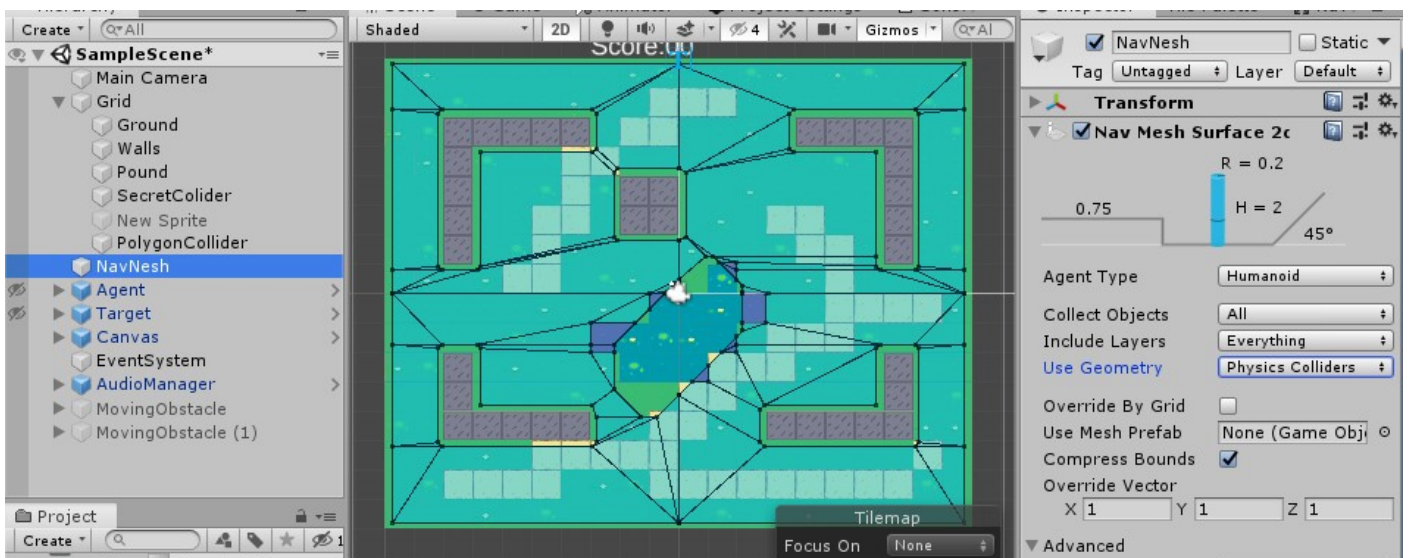 Create
All
SampleScene*
Main Camera
Grid
Ground
Walls
Pound
SecretColider
New Sprite
PolygonCollider
NavNesh
Agent
Target
Canvas
EventSystem
AudioManager
MovingObstacle
MovingObstacle (1)
Project
Create
1
Shaded
2D
4
Gizmos
Al
Score:00
Tilemap
Focus On
None
NavNesh
Static
Tag
Untagged
Layer
Default
Transform
Nav Mesh Surface 2d
R = 0.2
0.75
H = 2
45°
Agent Type
Humanoid
Collect Objects
All
Include Layers
Everything
Use Geometry
Physics Colliders
Override By Grid
Use Mesh Prefab
None (Game Obj
Compress Bounds
Override Vector
X 1 Y 1 Z 1
Advanced